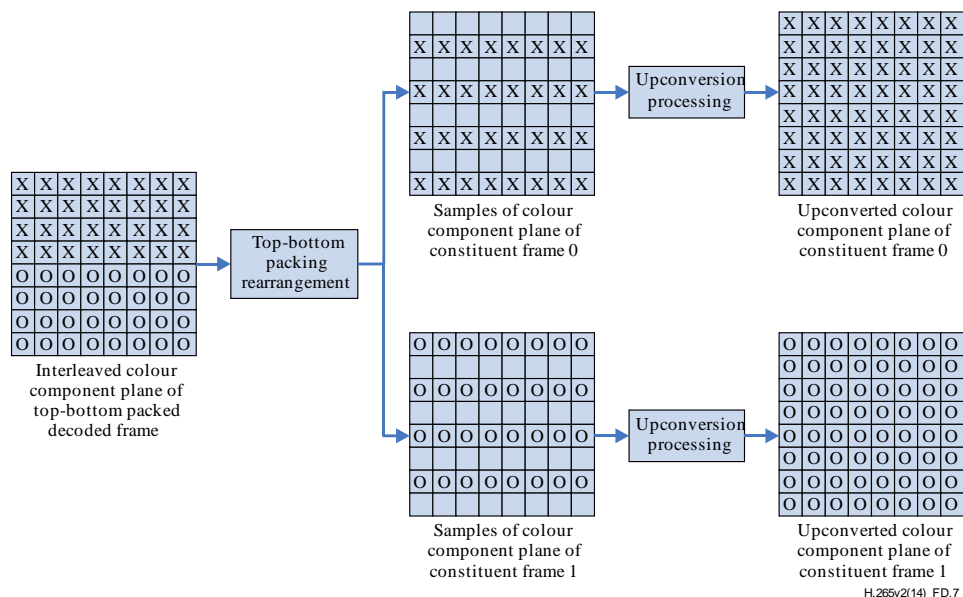 X X X X X X X X
X X X X X X X X
X X X X X X X X
X X X X X X X X
O O O O O O O O
O O O O O O O O
O O O O O O O O
O O O O O O O O
Interleaved colour
component plane of
top-bottom packed
decoded frame
Top-bottom
packing
rearrangement
X X X X X X X X
X X X X X X X X
X X X X X X X X
X X X X X X X X
Samples of colour
component plane of
constituent frame 0
Upconversion
processing
X X X X X X X X
X X X X X X X X
X X X X X X X X
X X X X X X X X
X X X X X X X X
X X X X X X X X
X X X X X X X X
X X X X X X X X
Upconverted colour
component plane of
constituent frame 0
O O O O O O O O
O O O O O O O O
O O O O O O O O
O O O O O O O O
Samples of colour
component plane of
constituent frame 1
Upconversion
processing
O O O O O O O O
O O O O O O O O
O O O O O O O O
O O O O O O O O
O O O O O O O O
O O O O O O O O
O O O O O O O O
O O O O O O O O
Upconverted colour
component plane of
constituent frame 1
H.265v2(14)_FD.7